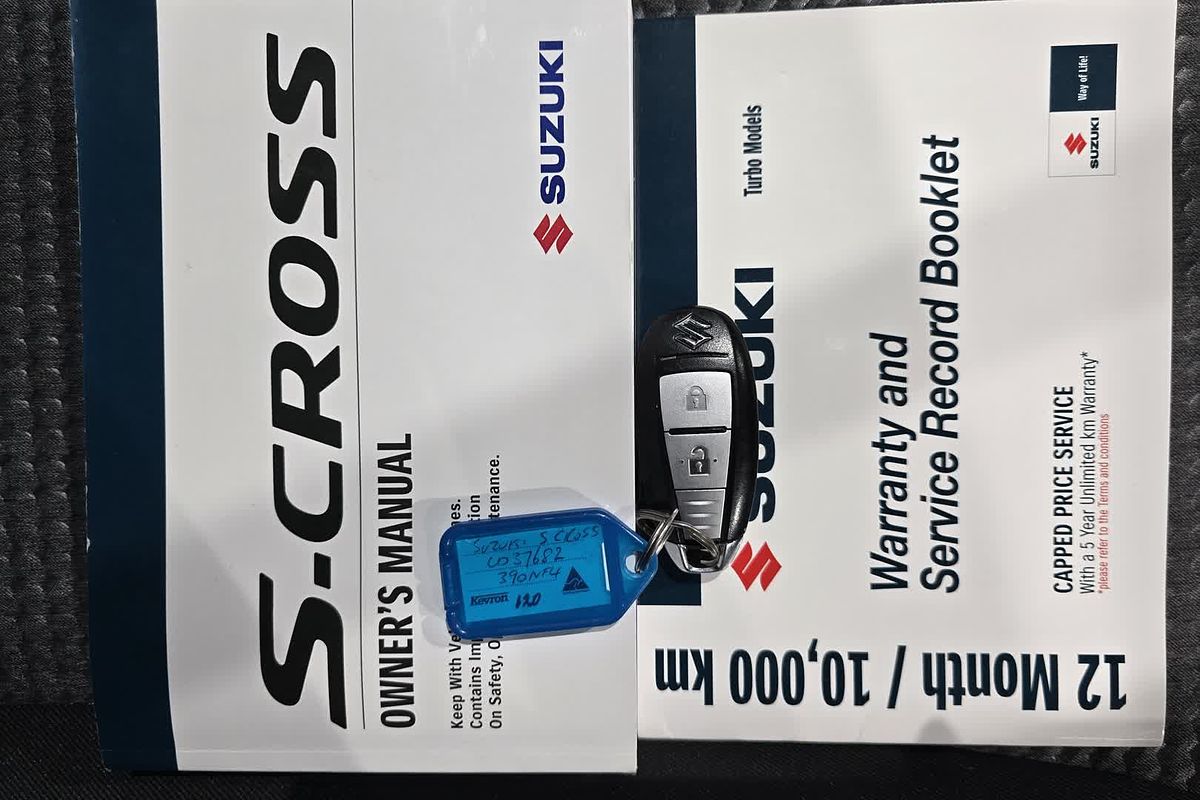 S-CROSS
OWNER'S MANUAL
Keep With Ve
Contains Im
On Safety, O tenance.
SUZUKI
SUZUKI S CROSS
CD37682
390NF4
Kevron
120
Turbo Models
SUZUKI
Warranty and
Service Record Booklet
CAPPED PRICE SERVICE
With a 5 Year Unlimited km Warranty*
*please refer to the Terms and conditions
SUZUKI
Way of Life!
12 Month / 10,000 km